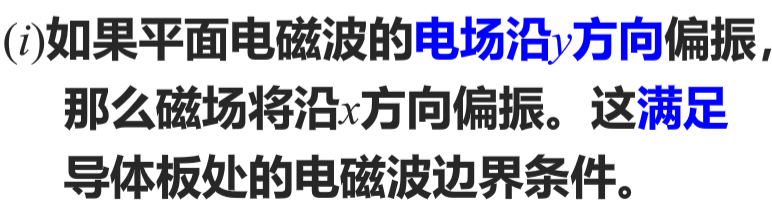 (i)如果平面电磁波的电场沿y方向偏振，
那么磁场将沿x方向偏振。这满足
导体板处的电磁波边界条件。